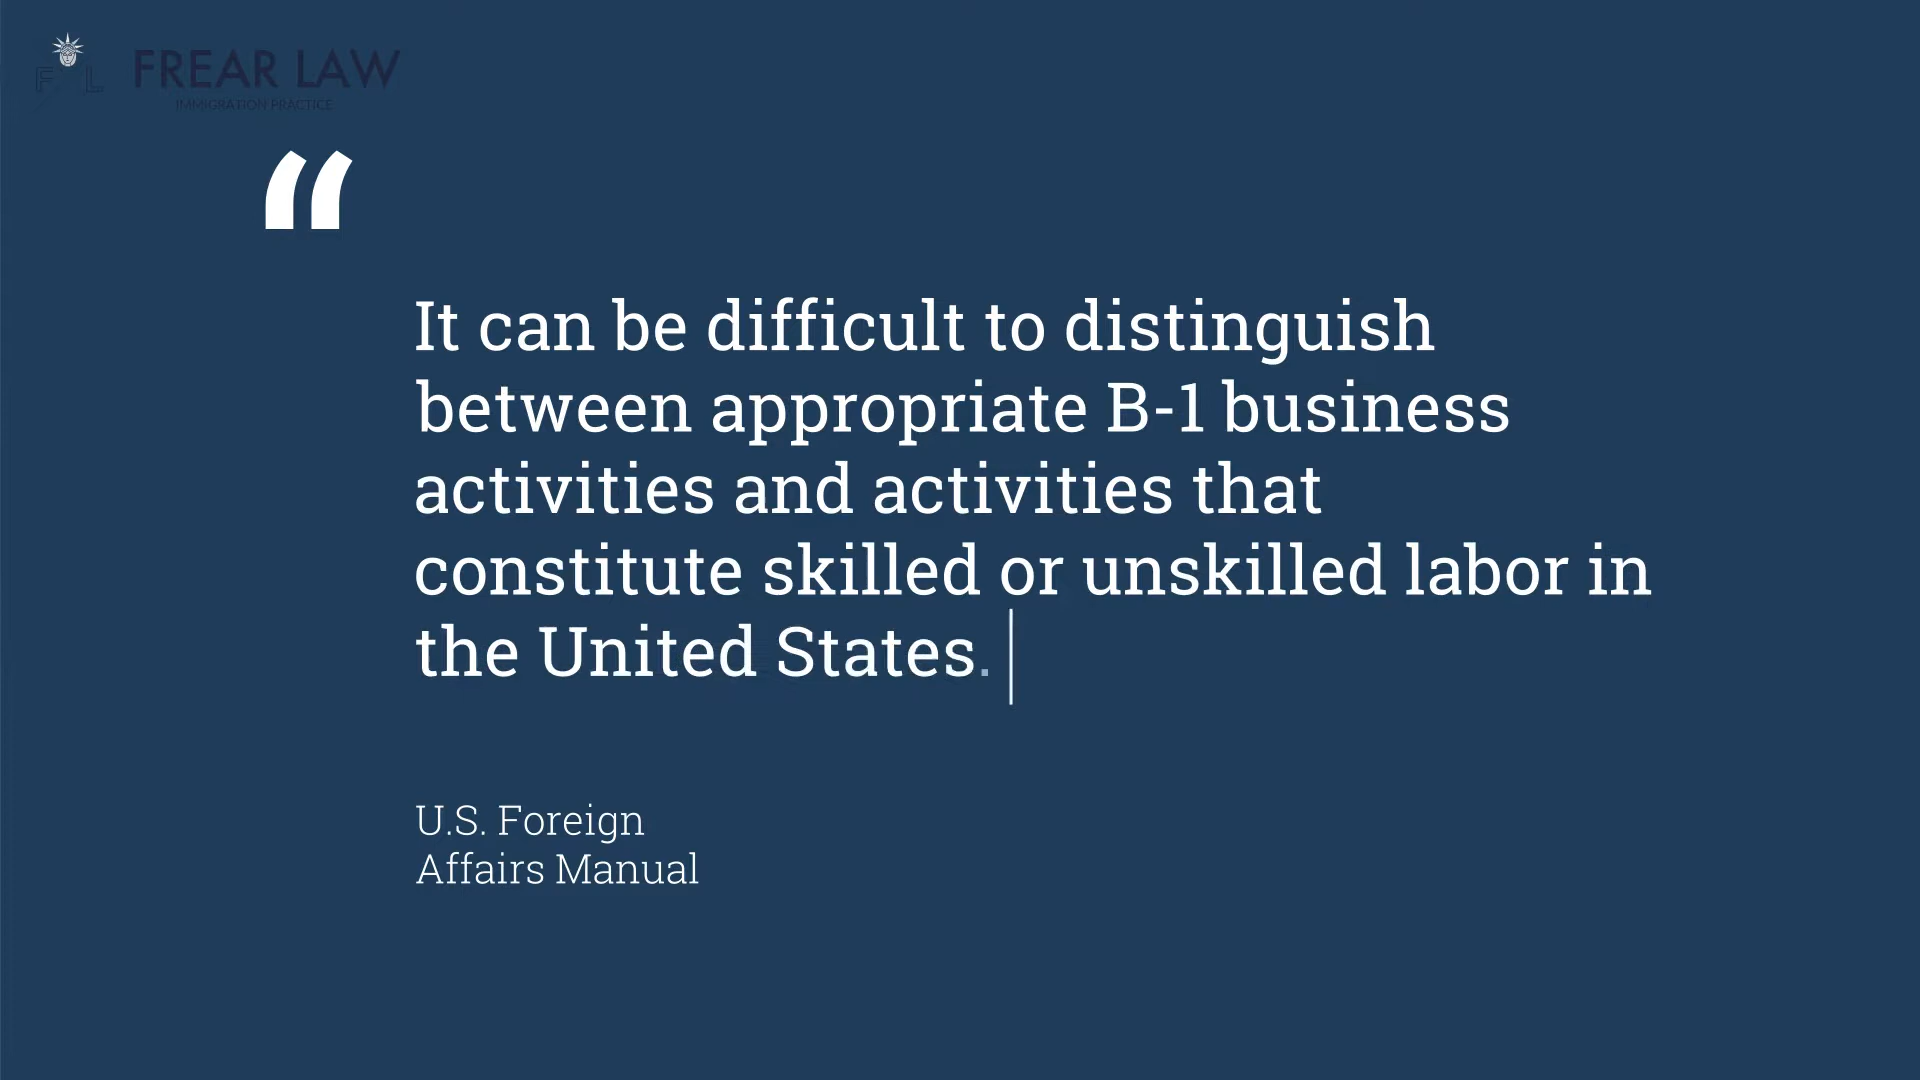 F L
FREAR LAW
IMMIGRATION PRACTICE
“
It can be difficult to distinguish
between appropriate B-1 business
activities and activities that
constitute skilled or unskilled labor in
the United States.
U.S. Foreign
Affairs Manual